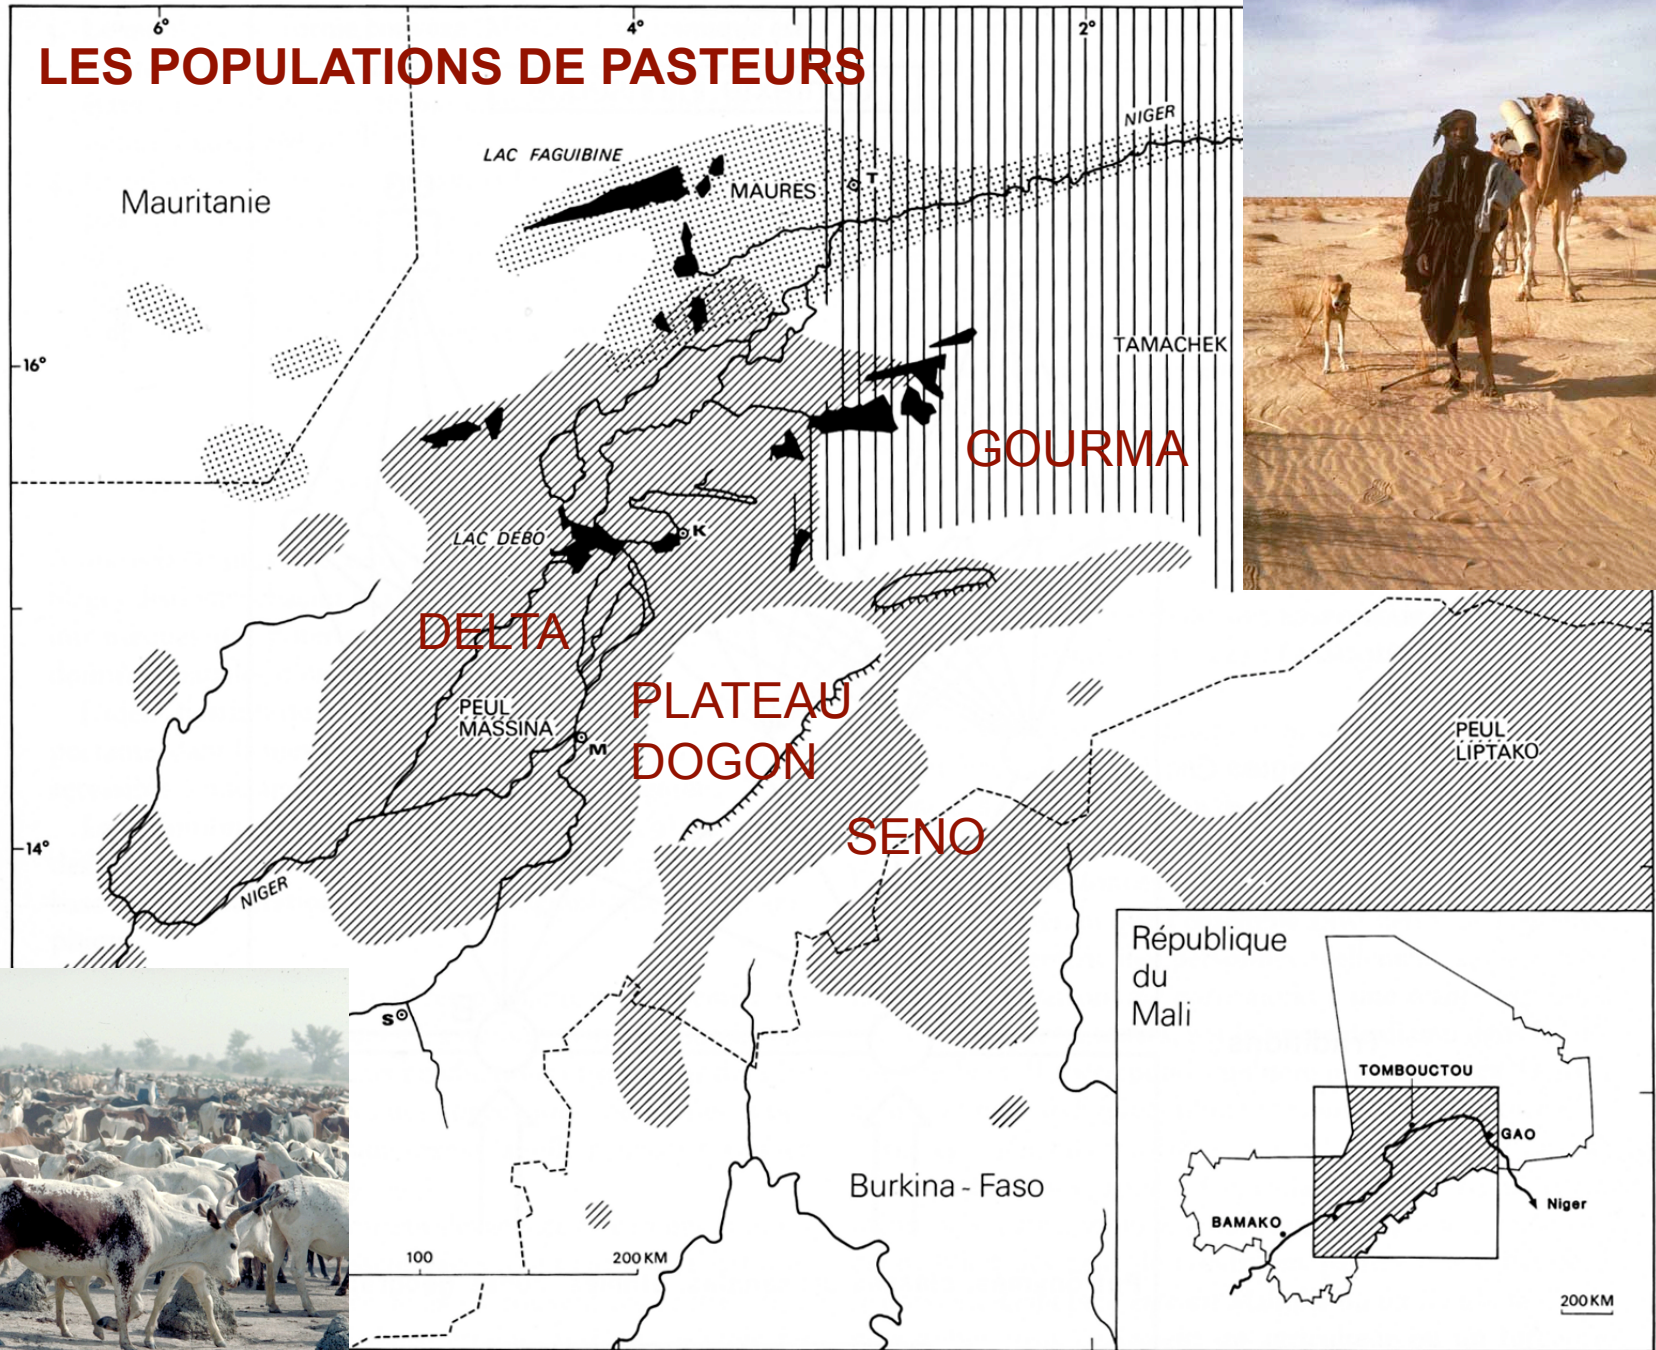 6°
4°
2°
LES POPULATIONS DE PASTEURS
NIGER
LAC FAGUIBINE
MAURES
T
Mauritanie
16°
TAMACHEK
GOURMA
LAC DEBO
K
DELTA
PLATEAU
DOGON
PEUL
MASSINA
M
PEUL
LIPTAKO
SENO
14°
NIGER
République
du
Mali
S
TOMBOUCTOU
GAO
Niger
BAMAKO
Burkina - Faso
100
200 KM
200 KM